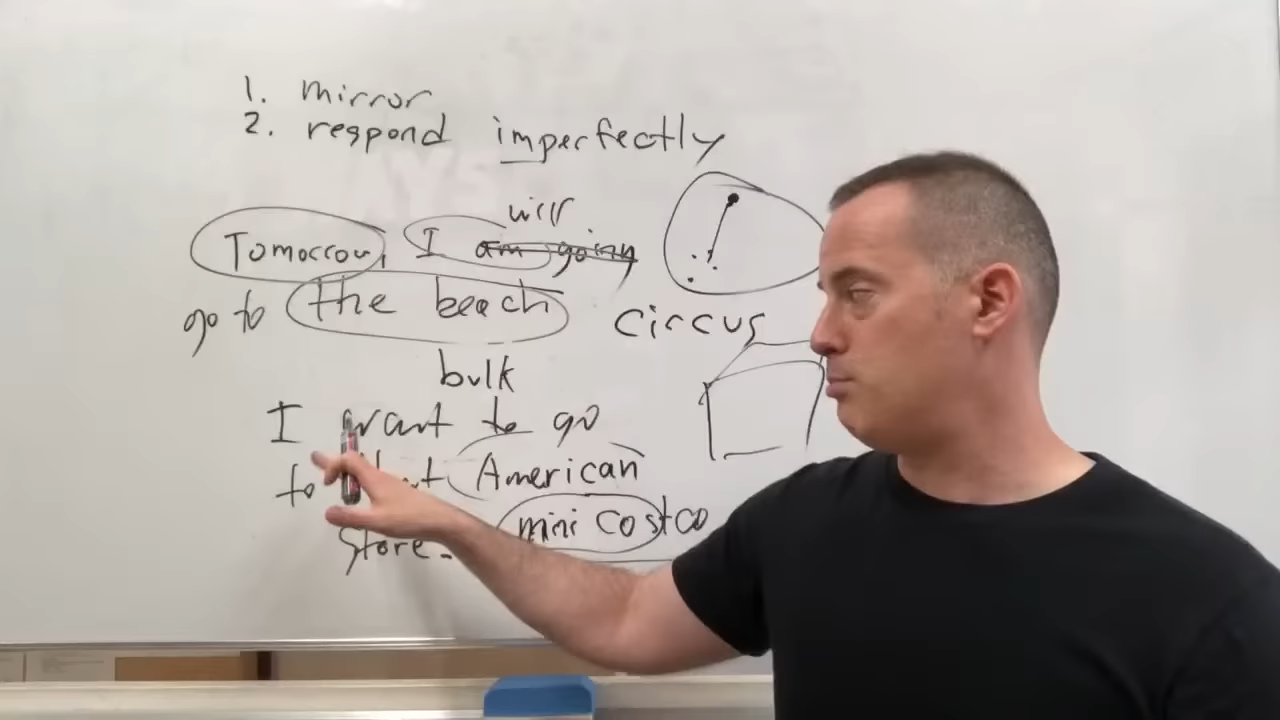 1. mirror
2. respond imperfectly
will
Tomorrow, I am going
go to the beach
circus
bulk
I want to go
to American
mini costco
store.